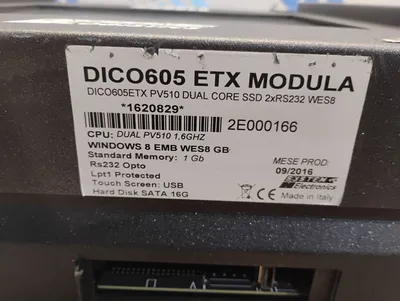 DICO605 ETX MODULA
DICO605ETX PV510 DUAL CORE SSD 2xRS232 WES8
*1620829*
2E000166
CPU: DUAL PV510 1,6GHZ
WINDOWS 8 EMB WES8 GB
Standard Memory: 1 Gb
Rs232 Opto
Lpt1 Protected
Touch Screen: USB
Hard Disk SATA 16G
MESE PROD:
09/2016
SYSTEM
Electronics
CE
Made in Italy